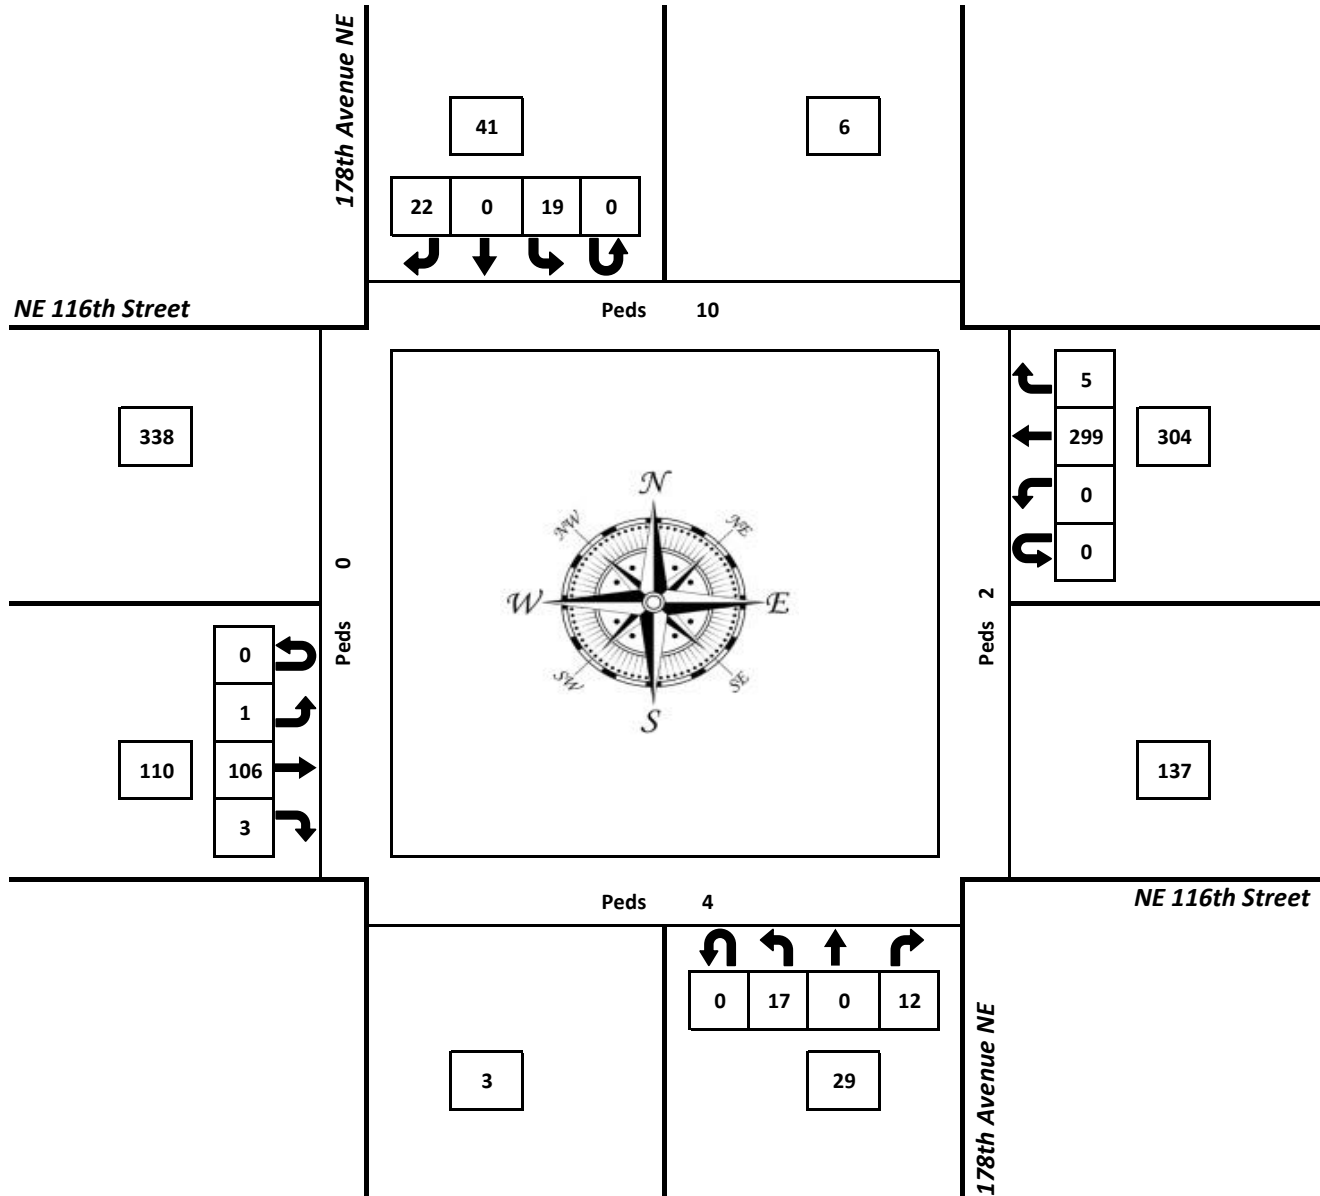 178th Avenue NE
41
6
22 0 19 0
NE 116th Street
Peds 10
338
5
299
304
0
0
N
NW
NE
W
E
SW
SE
S
Peds 0
Peds 2
0
1
110
106
3
137
Peds 4
NE 116th Street
0 17 0 12
3
29
178th Avenue NE